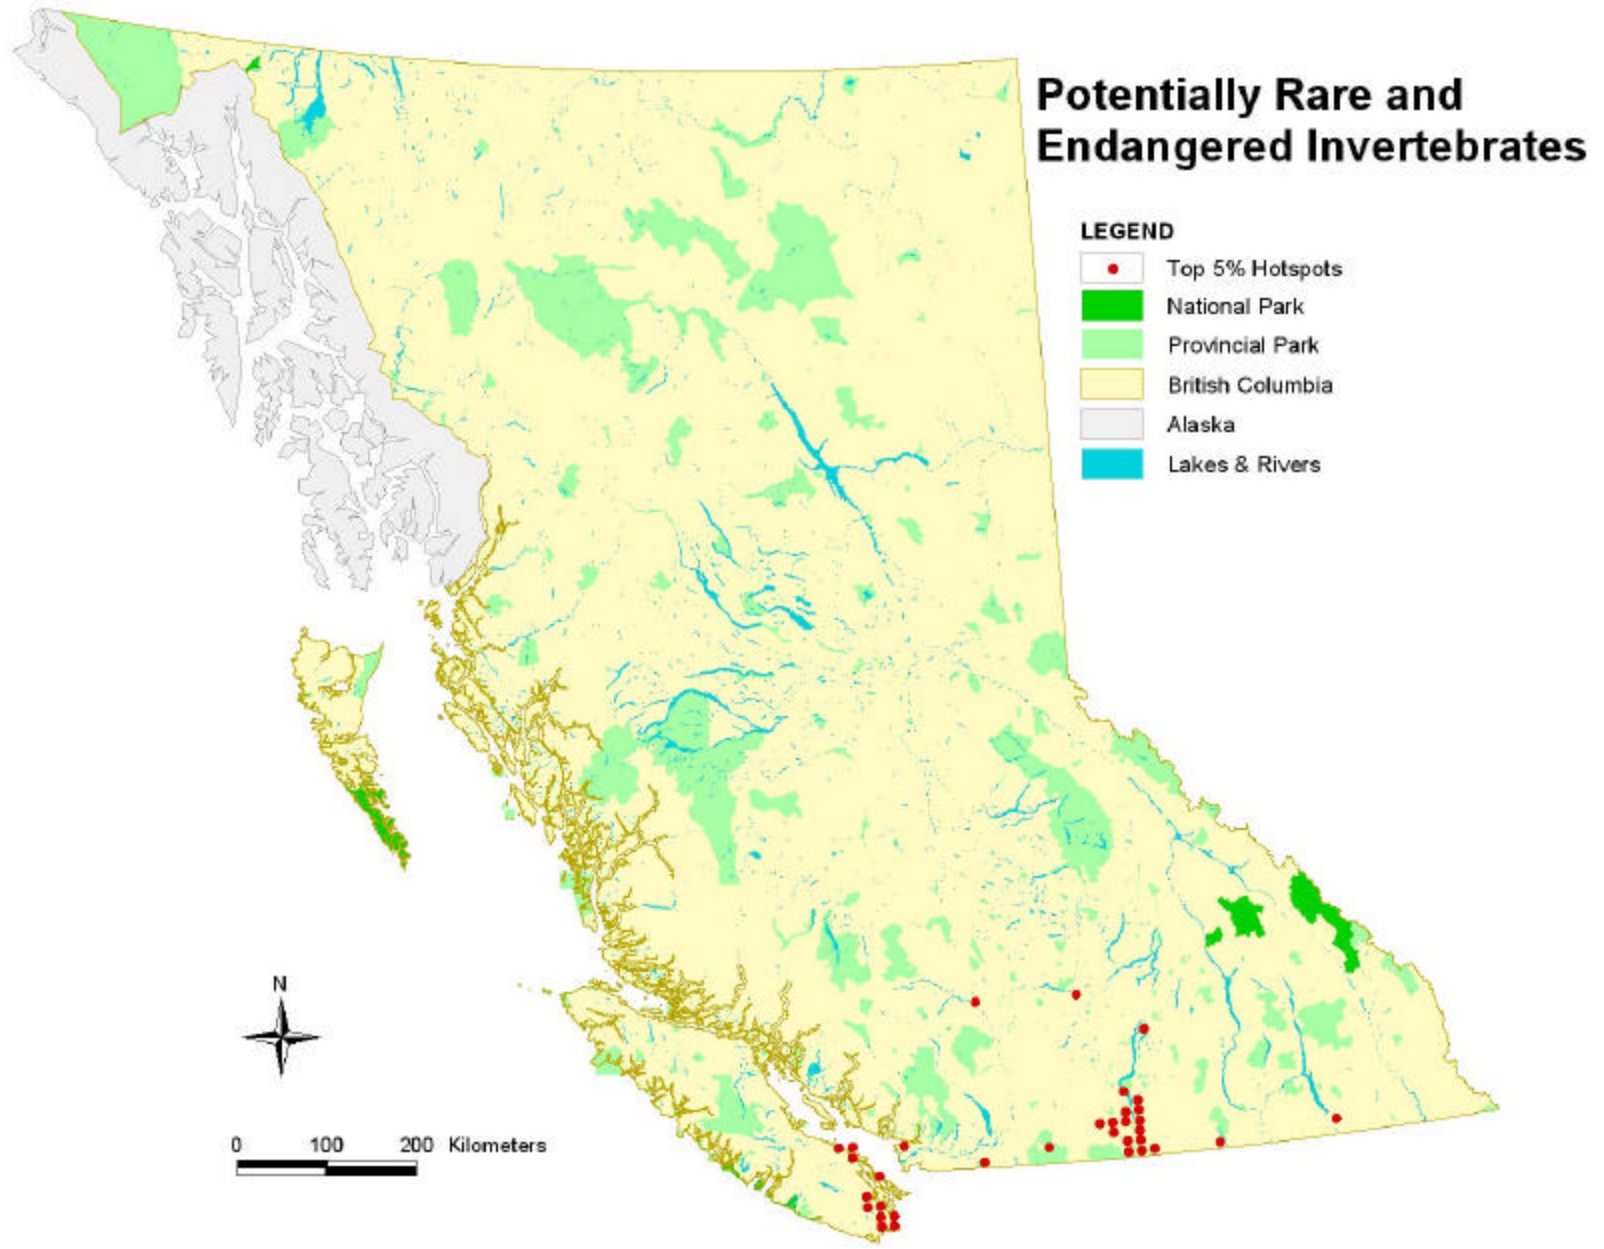 Potentially Rare and
Endangered Invertebrates
LEGEND
Top 5% Hotspots
National Park
Provincial Park
British Columbia
Alaska
Lakes & Rivers
N
0 100 200 Kilometers